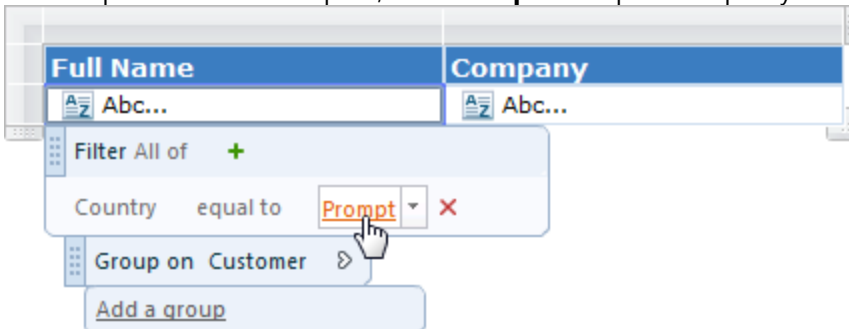 Full Name Company
Abc... Abc...
Filter All of
Country equal to Prompt
Group on Customer
Add a group